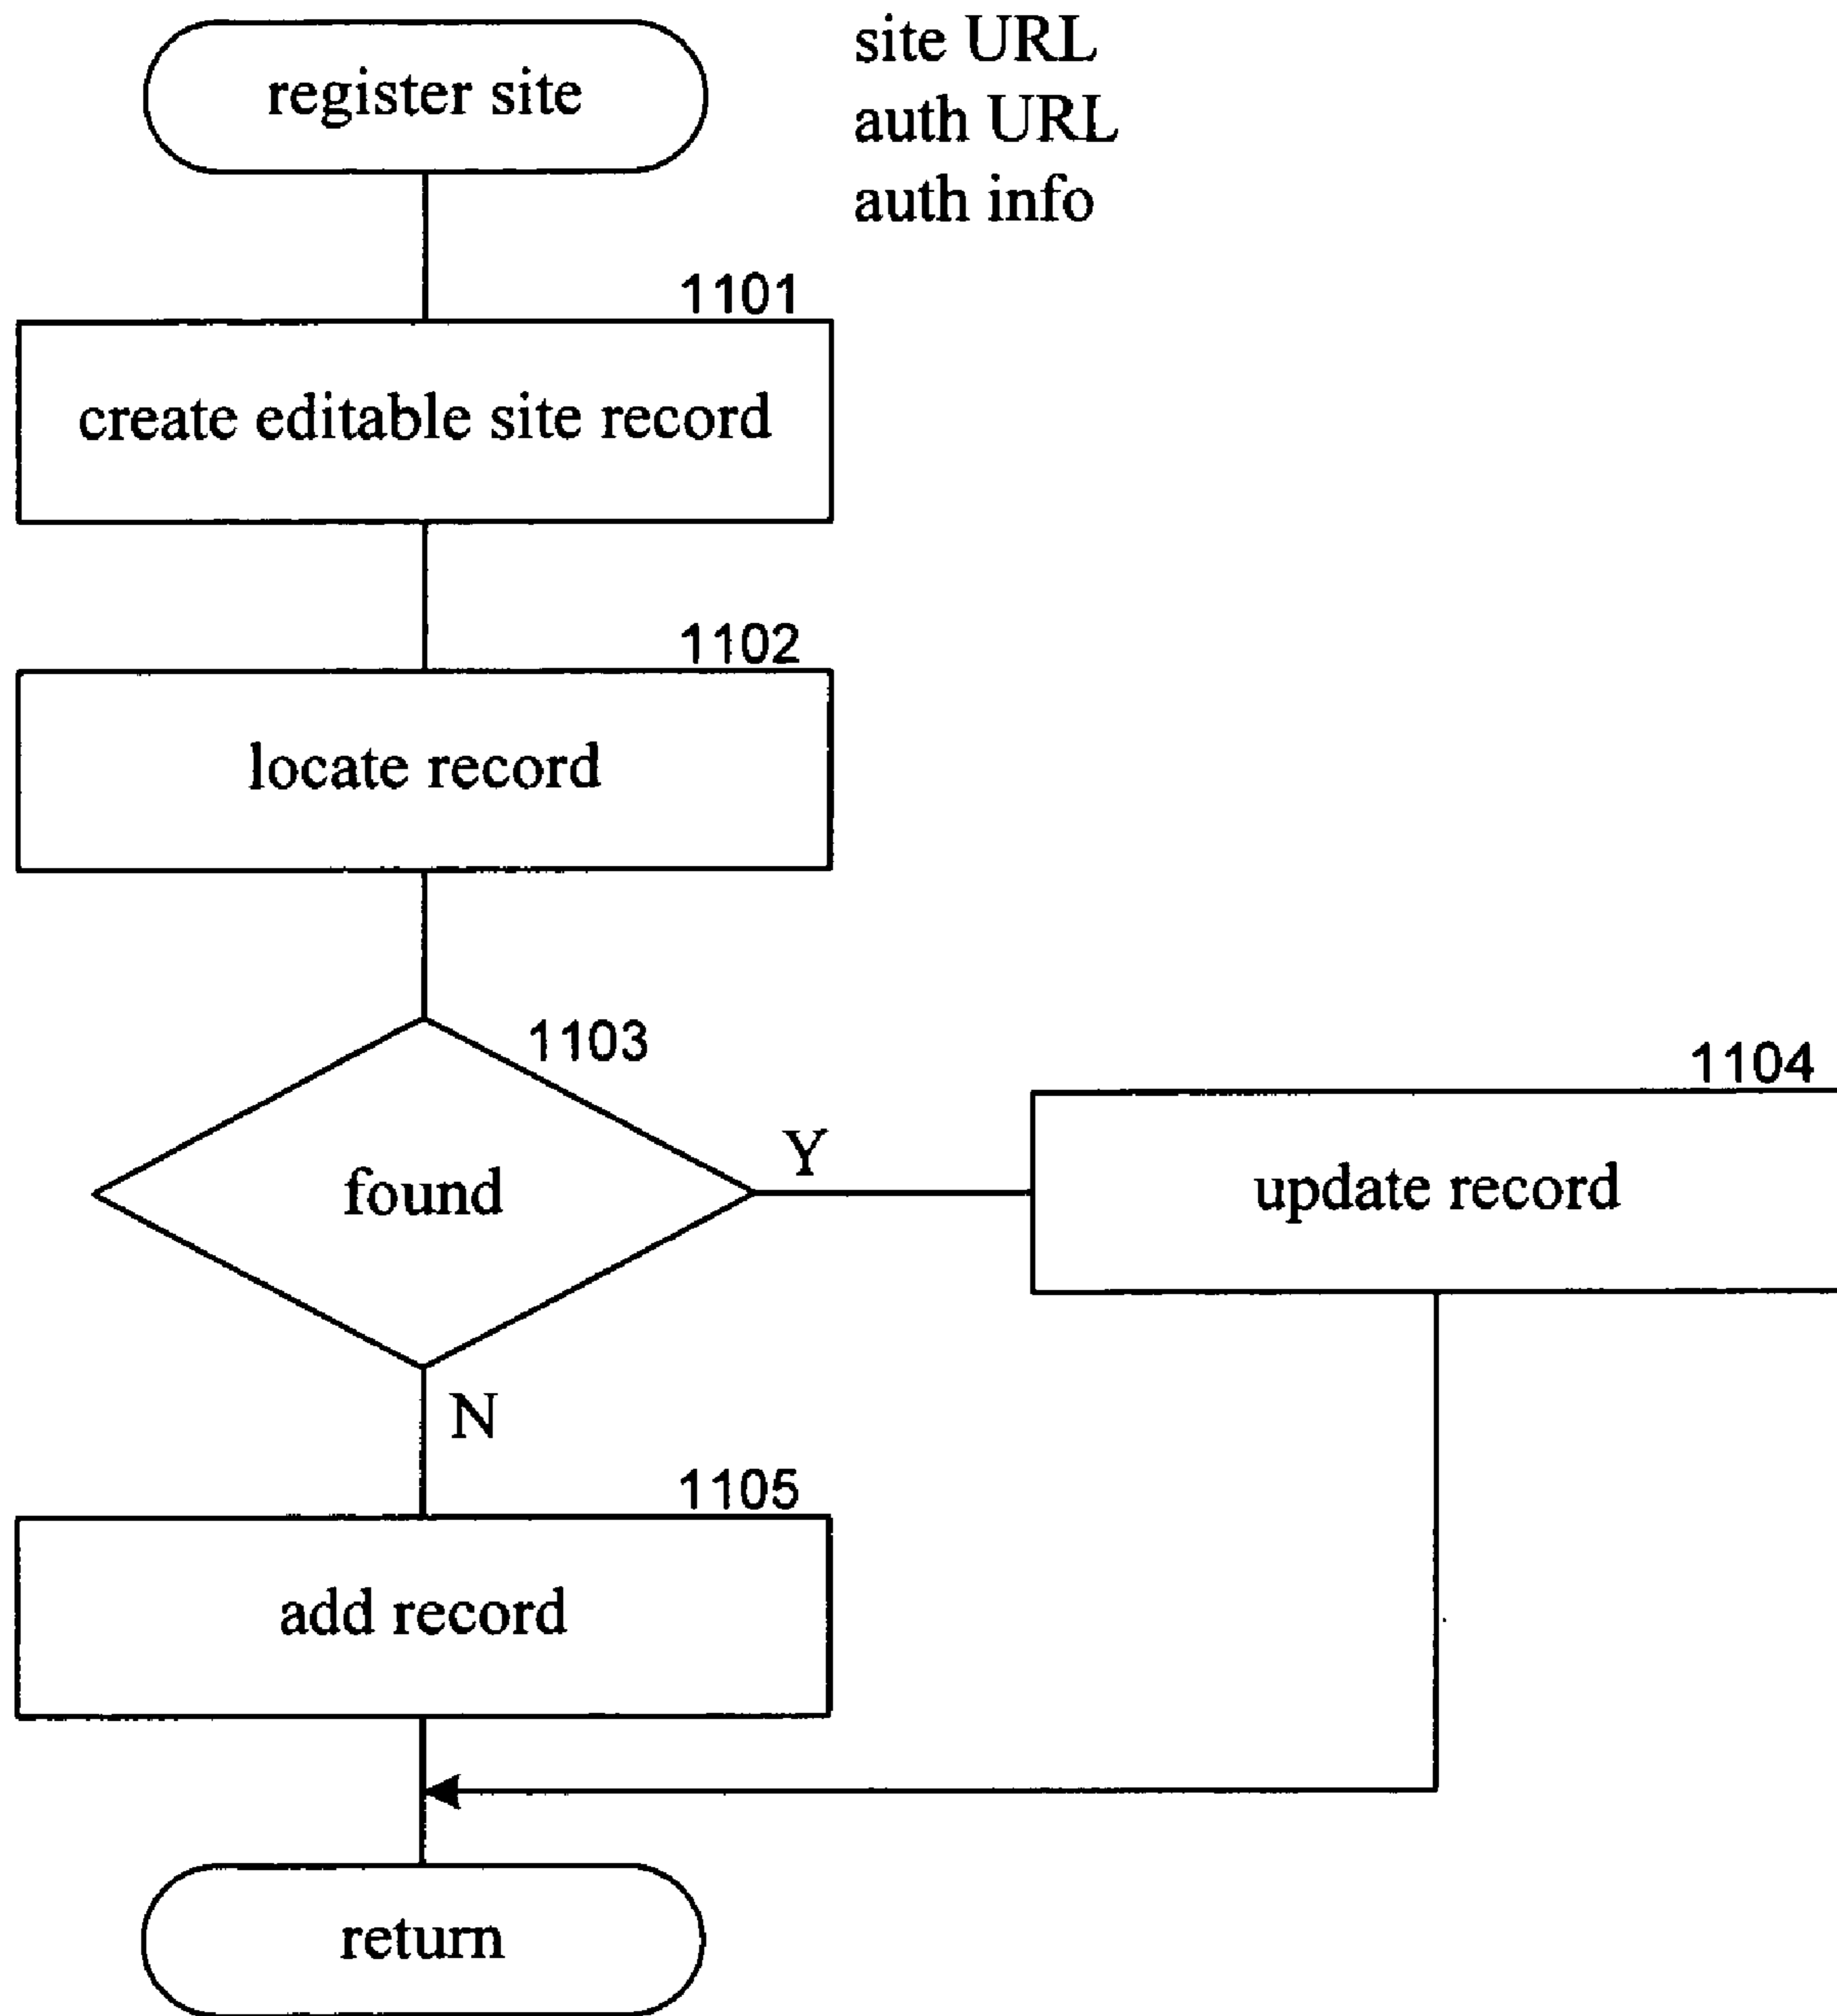 register site
site URL
auth URL
auth info
1101
create editable site record
1102
locate record
1103
found
Y
1104
update record
N
1105
add record
return